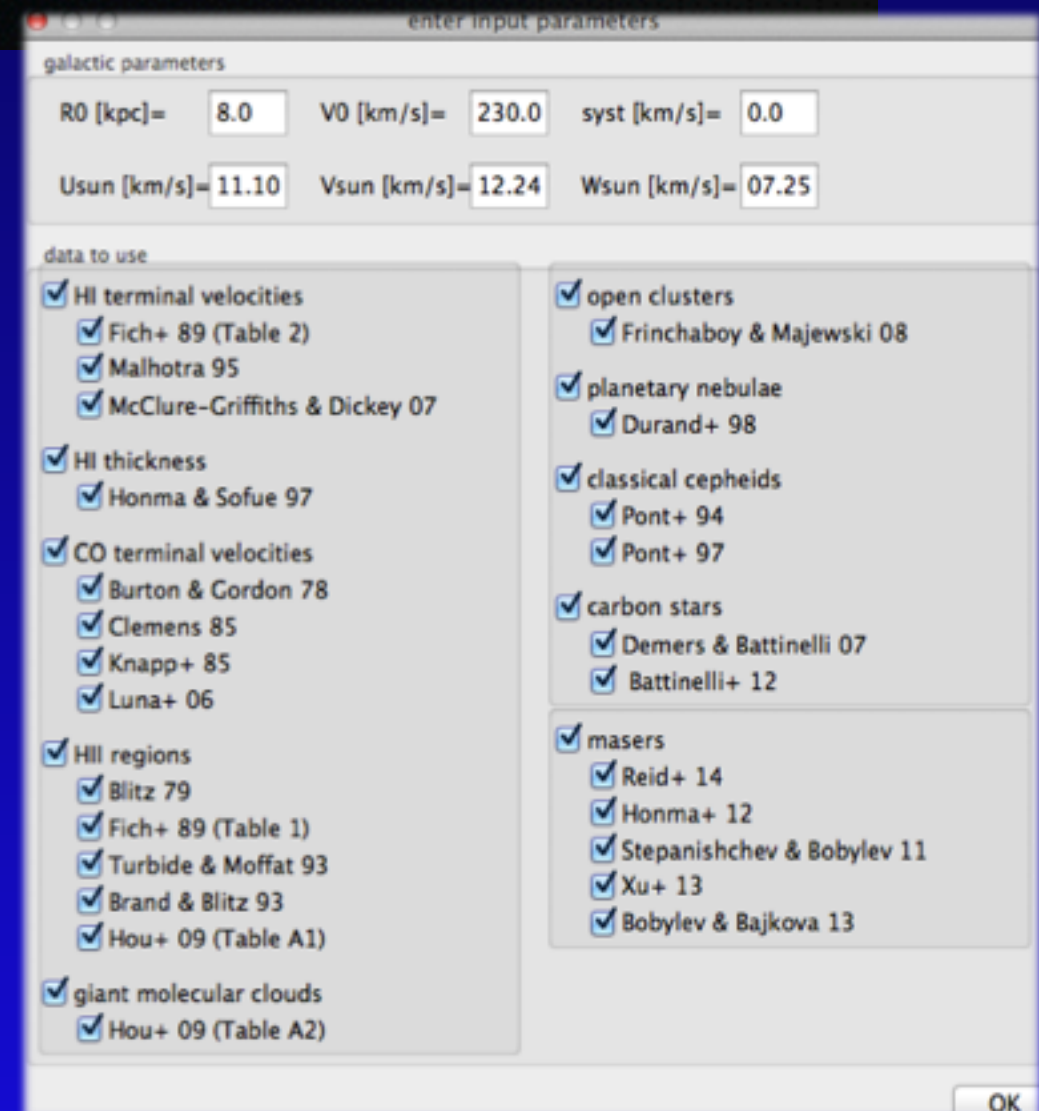 enter input parameters
galactic parameters
R0 [kpc]= 8.0 V0 [km/s]= 230.0 syst [km/s]= 0.0
Usun [km/s]= 11.10 Vsun [km/s]= 12.24 Wsun [km/s]= 07.25
data to use
HI terminal velocities
Fich+ 89 (Table 2)
Malhotra 95
McClure-Griffiths & Dickey 07
HI thickness
Honma & Sofue 97
CO terminal velocities
Burton & Gordon 78
Clemens 85
Knapp+ 85
Luna+ 06
HII regions
Blitz 79
Fich+ 89 (Table 1)
Turbide & Moffat 93
Brand & Blitz 93
Hou+ 09 (Table A1)
giant molecular clouds
Hou+ 09 (Table A2)
open clusters
Frinchaboy & Majewski 08
planetary nebulae
Durand+ 98
classical cepheids
Pont+ 94
Pont+ 97
carbon stars
Demers & Battinelli 07
Battinelli+ 12
masers
Reid+ 14
Honma+ 12
Stepanishchev & Bobylev 11
Xu+ 13
Bobylev & Bajkova 13
OK